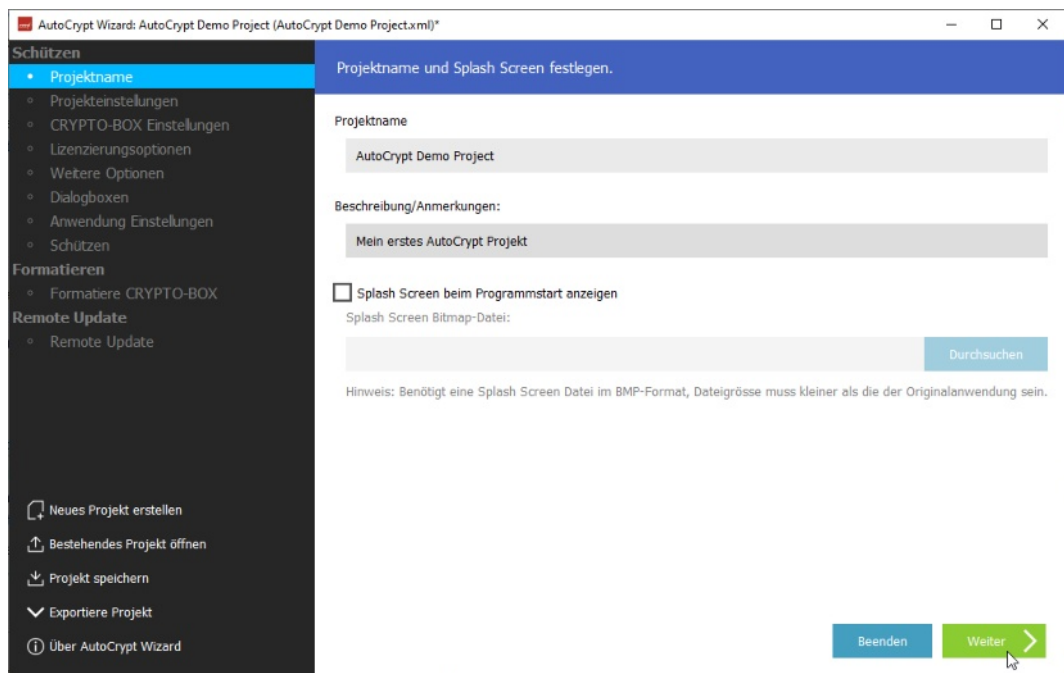 AutoCrypt Wizard: AutoCrypt Demo Project (AutoCrypt Demo Project.xml)*
Schützen
Projektname
Projekteinstellungen
CRYPTO-BOX Einstellungen
Lizenzierungsoptionen
Weitere Optionen
Dialogboxen
Anwendung Einstellungen
Schützen
Formatieren
Formatiere CRYPTO-BOX
Remote Update
Remote Update
Neues Projekt erstellen
Bestehendes Projekt öffnen
Projekt speichern
Exportiere Projekt
Über AutoCrypt Wizard
Projektname und Splash Screen festlegen.
Projektname
AutoCrypt Demo Project
Beschreibung/Anmerkungen:
Mein erstes AutoCrypt Projekt
Splash Screen beim Programmstart anzeigen
Splash Screen Bitmap-Datei:
Durchsuchen
Hinweis: Benötigt eine Splash Screen Datei im BMP-Format, Dateigrösse muss kleiner als die der Originalanwendung sein.
Beenden
Weiter